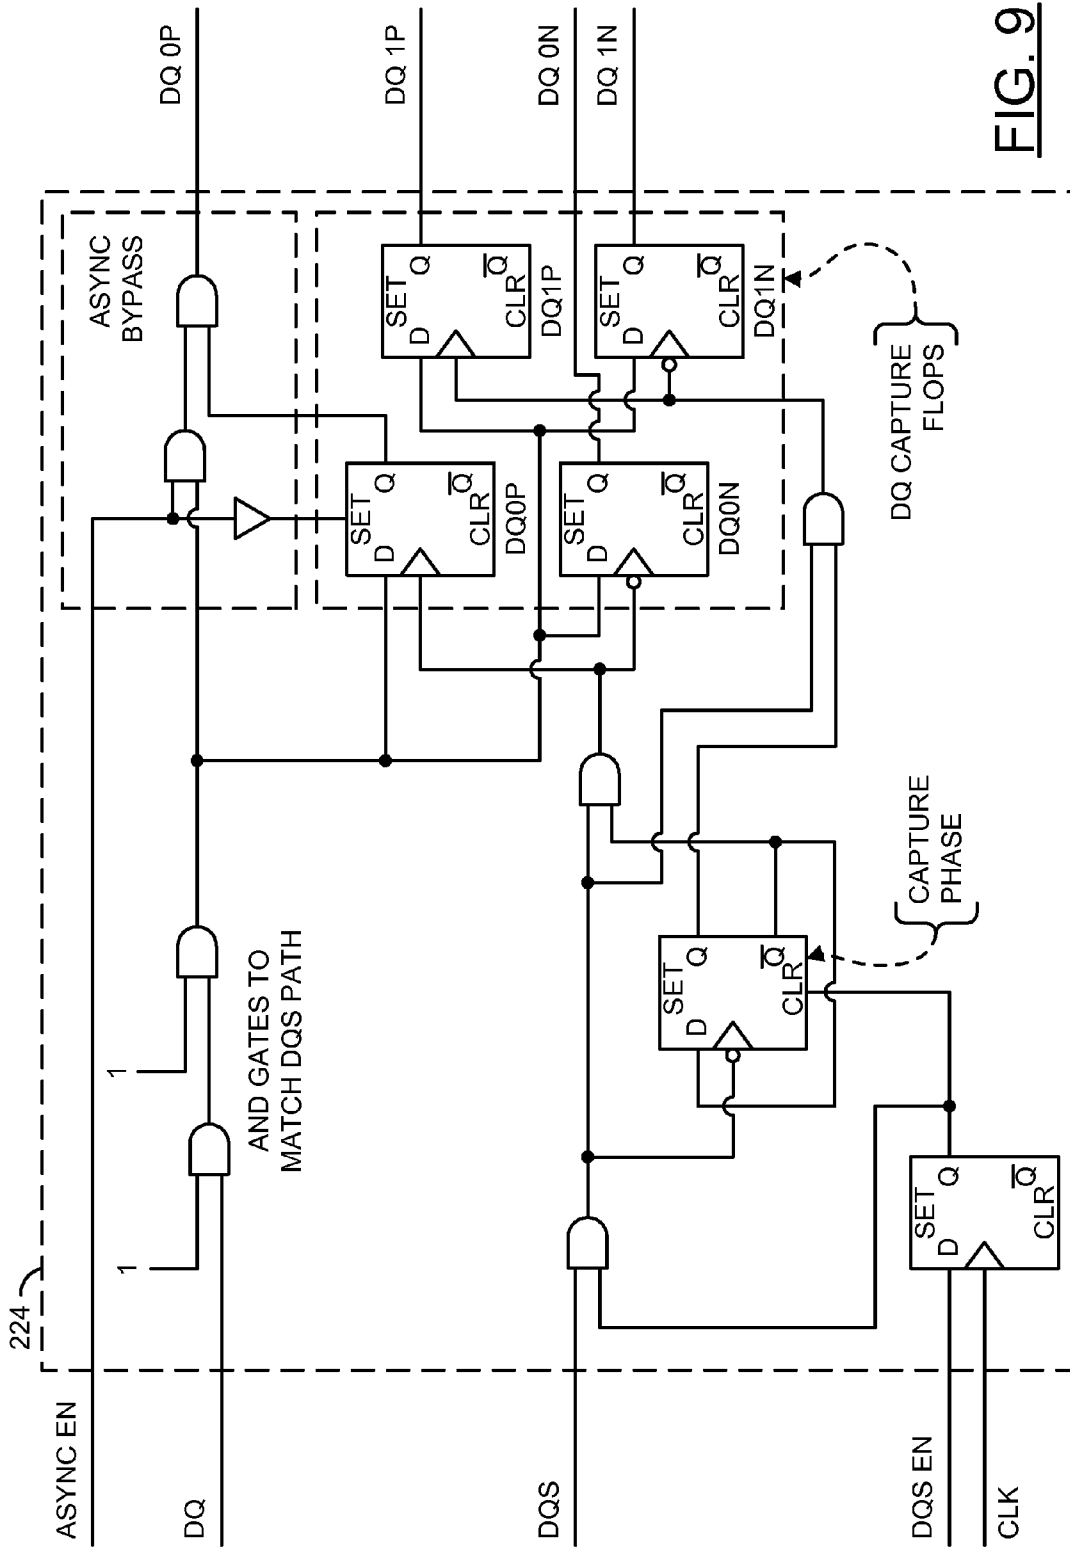 FIG. 9
224
ASYNC EN
DQ
DQS
DQS EN
CLK
1
1
AND GATES TO
MATCH DQS PATH
ASYNC
BYPASS
SET
D
Q
Q
CLR
DQ0P
SET
D
Q
Q
CLR
DQ1P
SET
D
Q
Q
CLR
DQ0N
SET
D
Q
Q
CLR
DQ1N
SET
D
Q
Q
CLR
SET
D
Q
Q
CLR
CAPTURE
PHASE
DQ CAPTURE
FLOPS
DQ 0P
DQ 1P
DQ 0N
DQ 1N